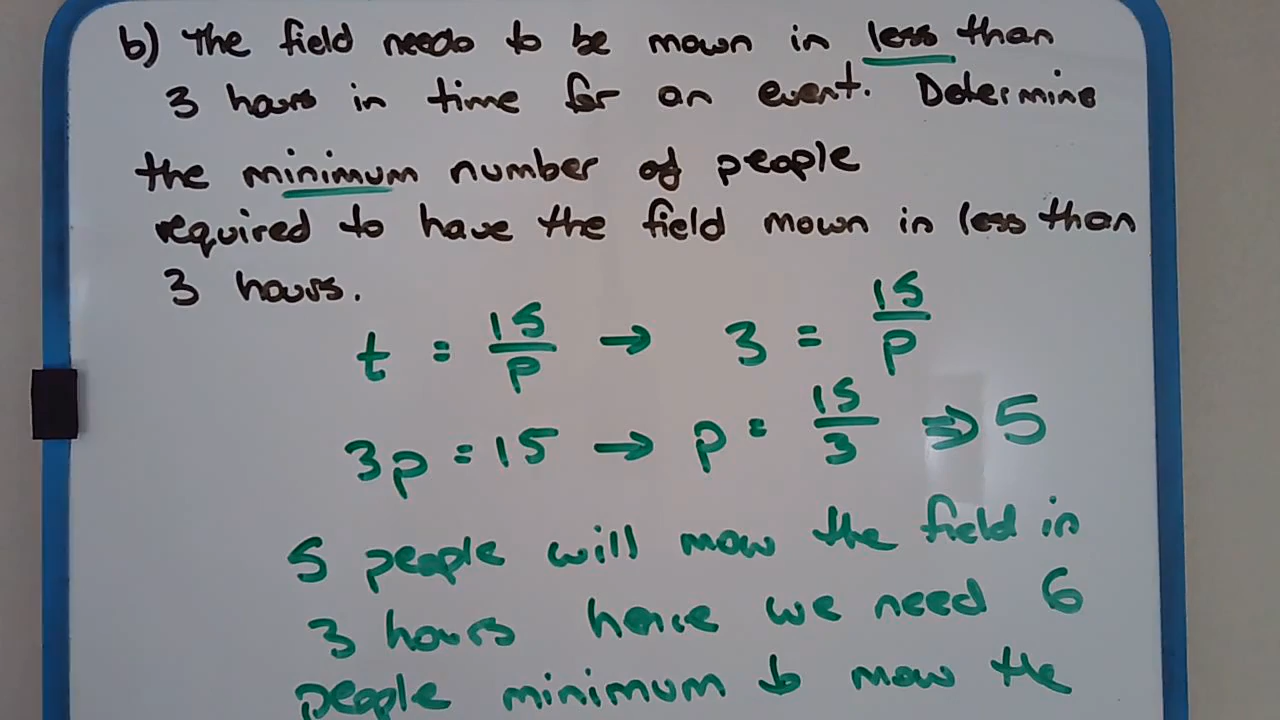 b) The field needs to be mown in less than
3 hours in time for an event. Determine
the minimum number of people
required to have the field mown in less than
3 hours.
t = 15/p → 3 = 15/p
3p = 15 → p = 15/3 ⇒ 5
5 people will mow the field in
3 hours hence we need 6
people minimum to mow the